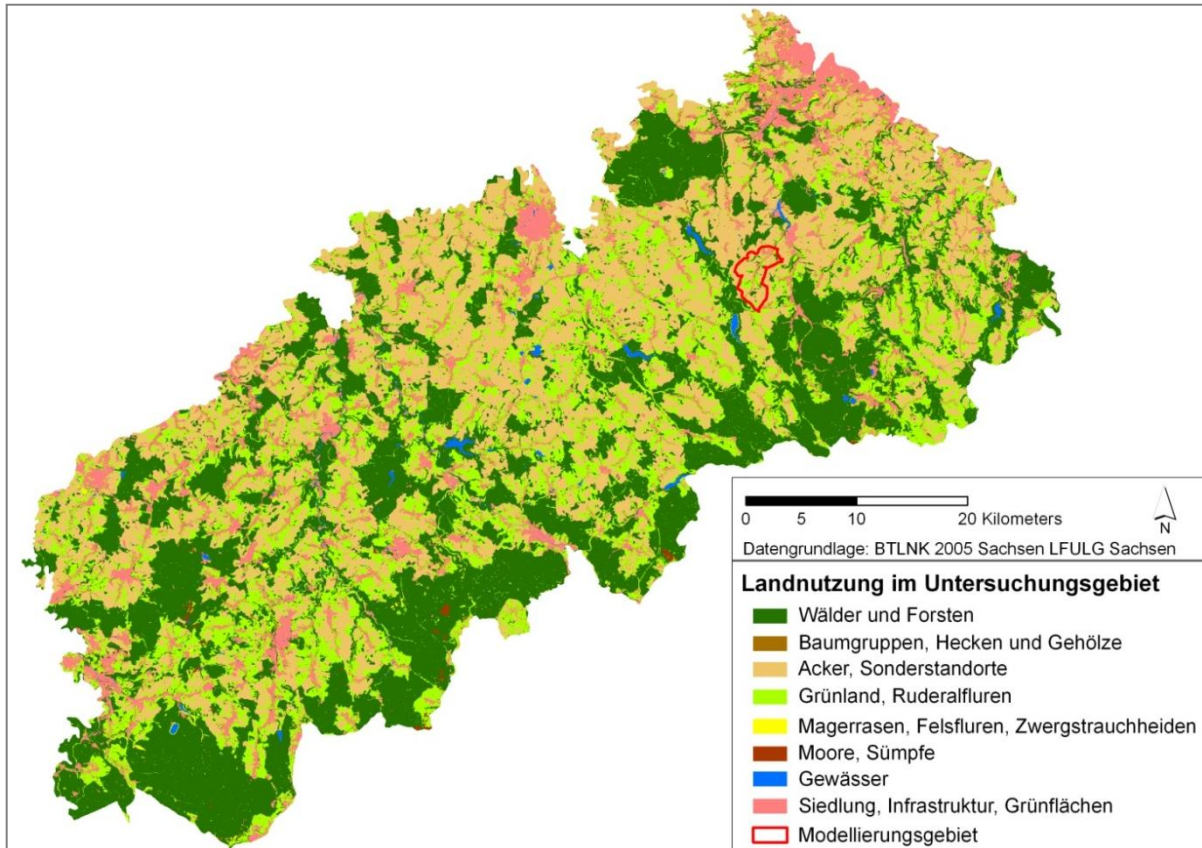 0 5 10 20 Kilometers
N
Datengrundlage: BTLNK 2005 Sachsen LFULG Sachsen
Landnutzung im Untersuchungsgebiet
Wälder und Forsten
Baumgruppen, Hecken und Gehölze
Acker, Sonderstandorte
Grünland, Ruderalfluren
Magerrasen, Felsfluren, Zwergstrauchheiden
Moore, Sümpfe
Gewässer
Siedlung, Infrastruktur, Grünflächen
Modellierungsgebiet